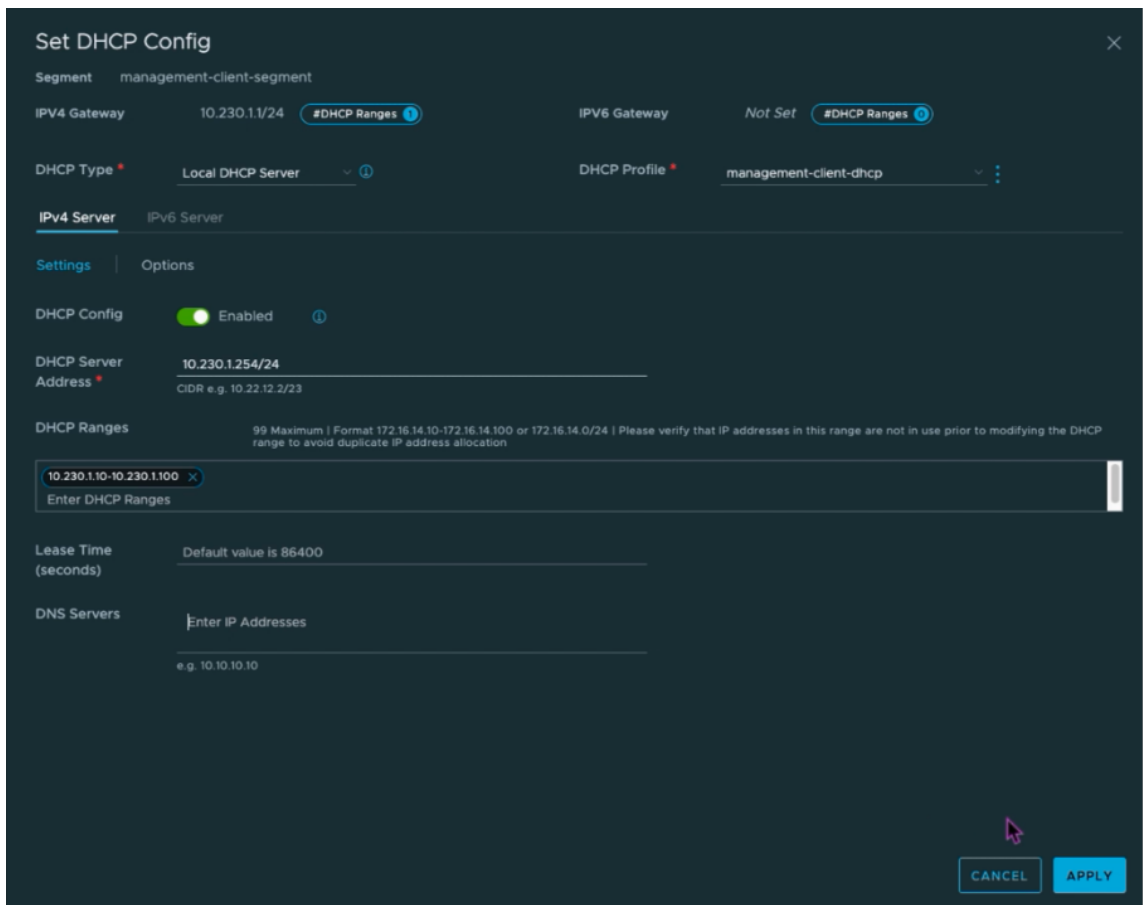 Set DHCP Config
Segment management-client-segment
IPV4 Gateway 10.230.1.1/24 #DHCP Ranges 1 IPV6 Gateway Not Set #DHCP Ranges 0
DHCP Type * Local DHCP Server DHCP Profile * management-client-dhcp
IPv4 Server IPv6 Server
Settings Options
DHCP Config Enabled
DHCP Server
Address *
10.230.1.254/24
CIDR e.g. 10.22.12.2/23
DHCP Ranges
99 Maximum | Format 172.16.14.10-172.16.14.100 or 172.16.14.0/24 | Please verify that IP addresses in this range are not in use prior to modifying the DHCP
range to avoid duplicate IP address allocation
10.230.1.10-10.230.1.100
Enter DHCP Ranges
Lease Time
(seconds)
Default value is 86400
DNS Servers
Enter IP Addresses
e.g. 10.10.10.10
CANCEL APPLY